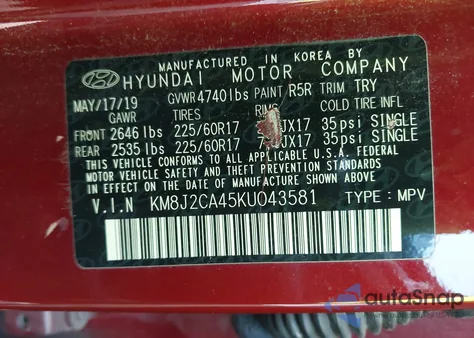 MANUFACTURED IN KOREA BY
HYUNDAI MOTOR COMPANY
MAY/17/19 GVWR 4740lbs PAINT R5R TRIM TRY
GAWR TIRES COLD TIRE INFL
FRONT 2646 lbs 225/60R17 JX17 35psi SINGLE
REAR 2535 lbs 225/60R17 JX17 35psi SINGLE
THIS VEHICLE CONFORMS TO ALL APPLICABLE U.S.
FEDERAL MOTOR VEHICLE SAFETY AND THEFT PREVENTION STANDARDS
IN EFFECT ON THE DATE OF MANUFACTURE SHOWN ABOVE.
V.I.N KM8J2CA45KU043581 TYPE : MPV
autoSnap